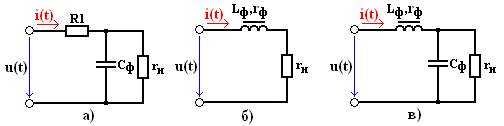 i(t) R1
u(t) Cф rн
а)
i(t) Lф,rф
u(t) rн
б)
i(t) Lф,rф
u(t) Cф rн
в)